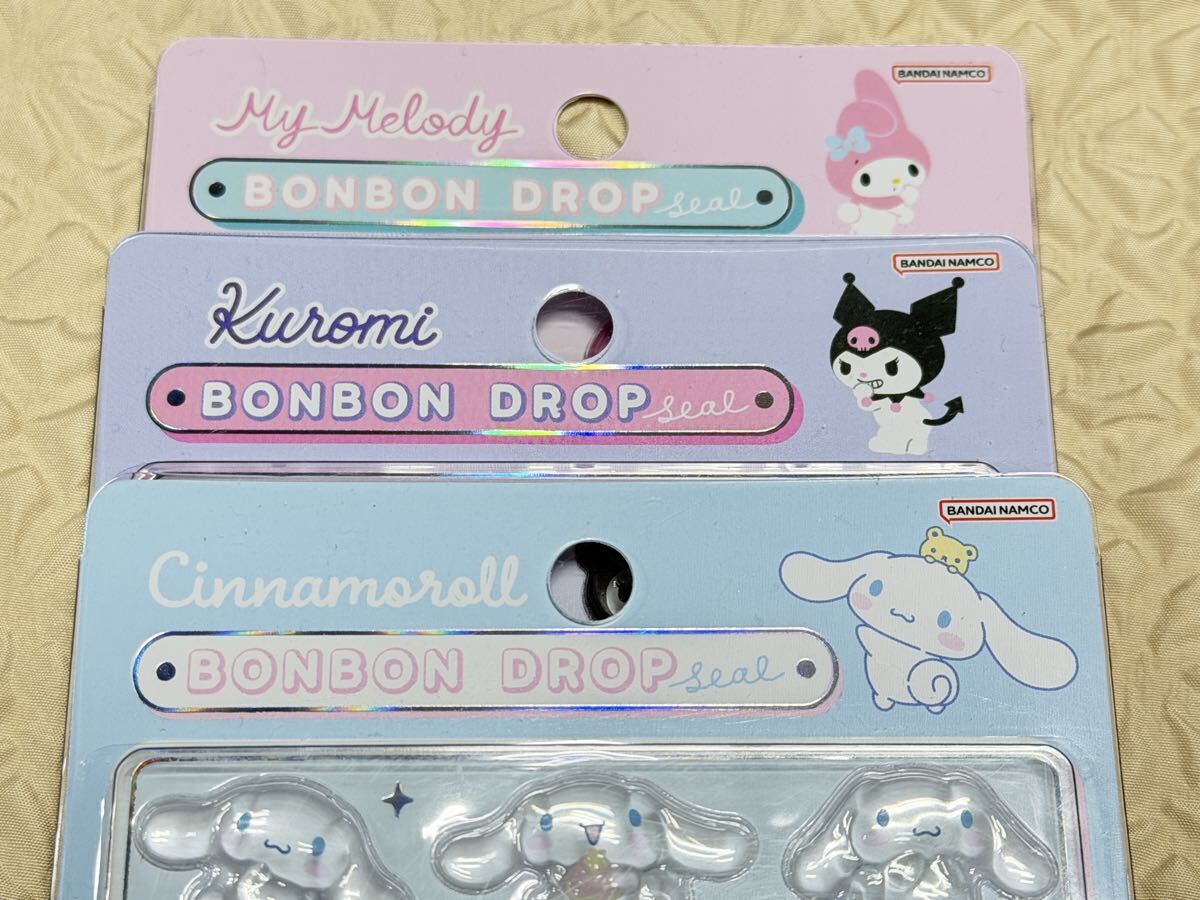 BANDAI NAMCO
My Melody
BONBON DROP seal
BANDAI NAMCO
Kuromi
BONBON DROP seal
BANDAI NAMCO
Cinnamoroll
BONBON DROP seal